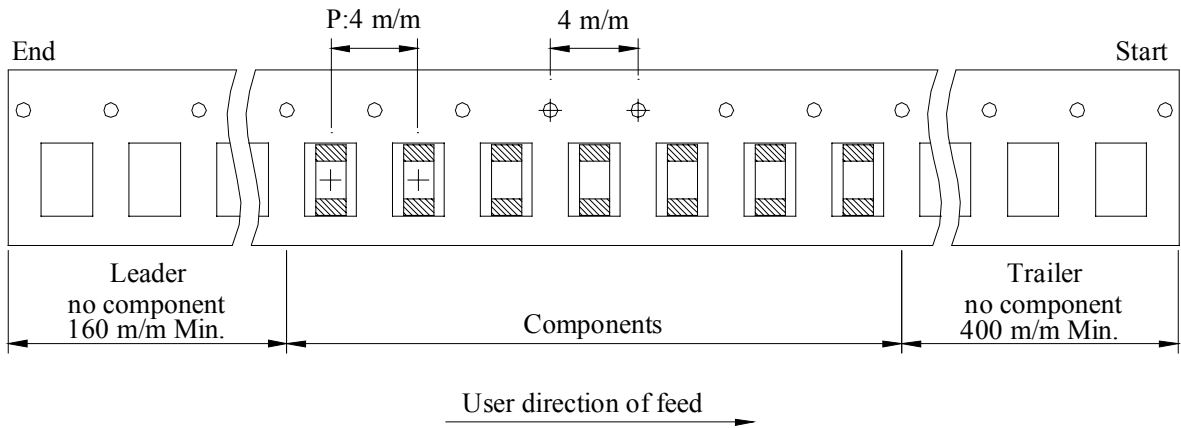 P:4 m/m
4 m/m
End
Start
Leader
no component
160 m/m Min.
Components
Trailer
no component
400 m/m Min.
User direction of feed